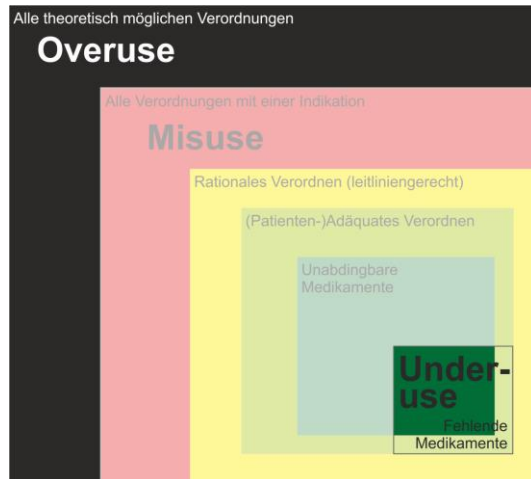 Alle theoretisch möglichen Verordnungen
Overuse
Alle Verordnungen mit einer Indikation
Misuse
Rationales Verordnen (leitliniengerecht)
(Patienten-)Adäquates Verordnen
Unabdingbare
Medikamente
Under-
use
Fehlende
Medikamente